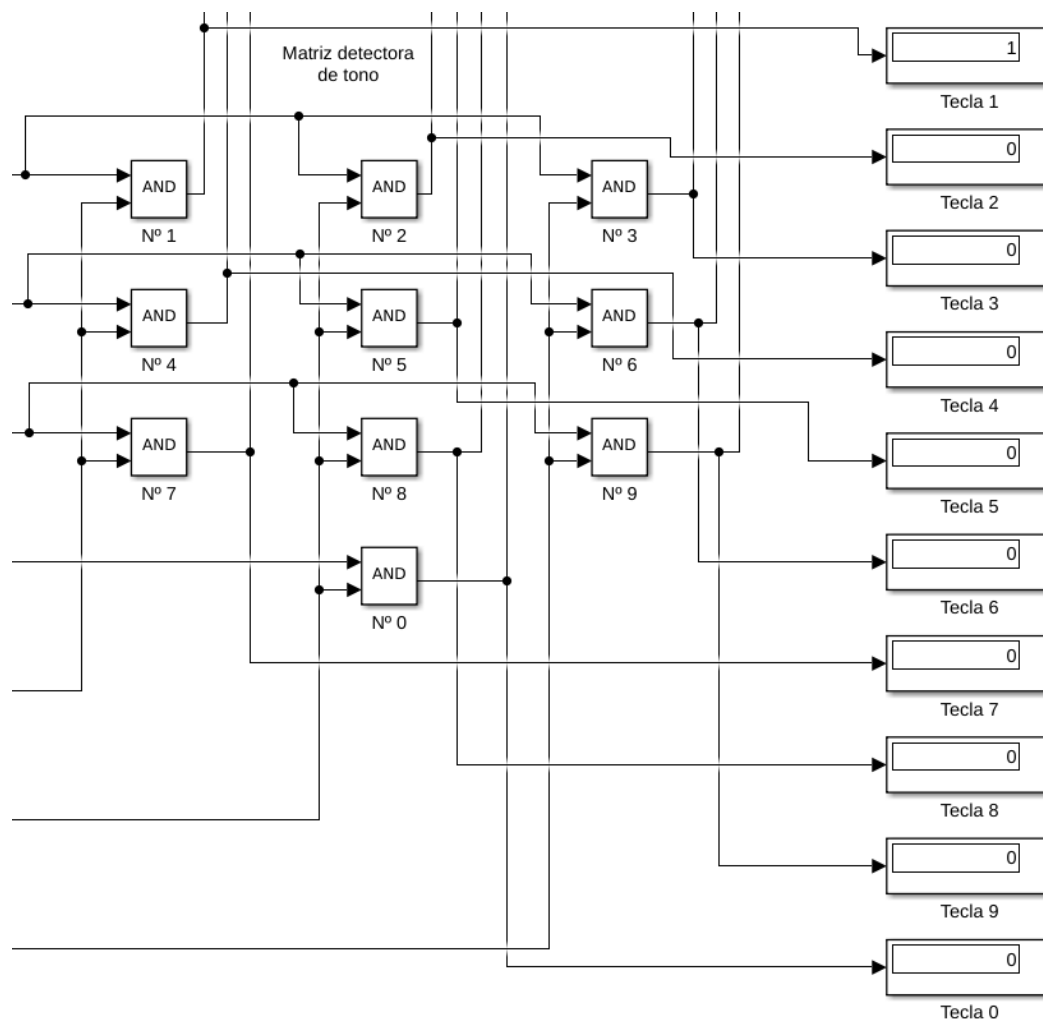 Matriz detectora
de tono
1
Tecla 1
0
Tecla 2
AND
AND
AND
Nº 1
Nº 2
Nº 3
0
Tecla 3
AND
AND
AND
Nº 4
Nº 5
Nº 6
0
Tecla 4
AND
AND
AND
Nº 7
Nº 8
Nº 9
0
Tecla 5
AND
Nº 0
0
Tecla 6
0
Tecla 7
0
Tecla 8
0
Tecla 9
0
Tecla 0